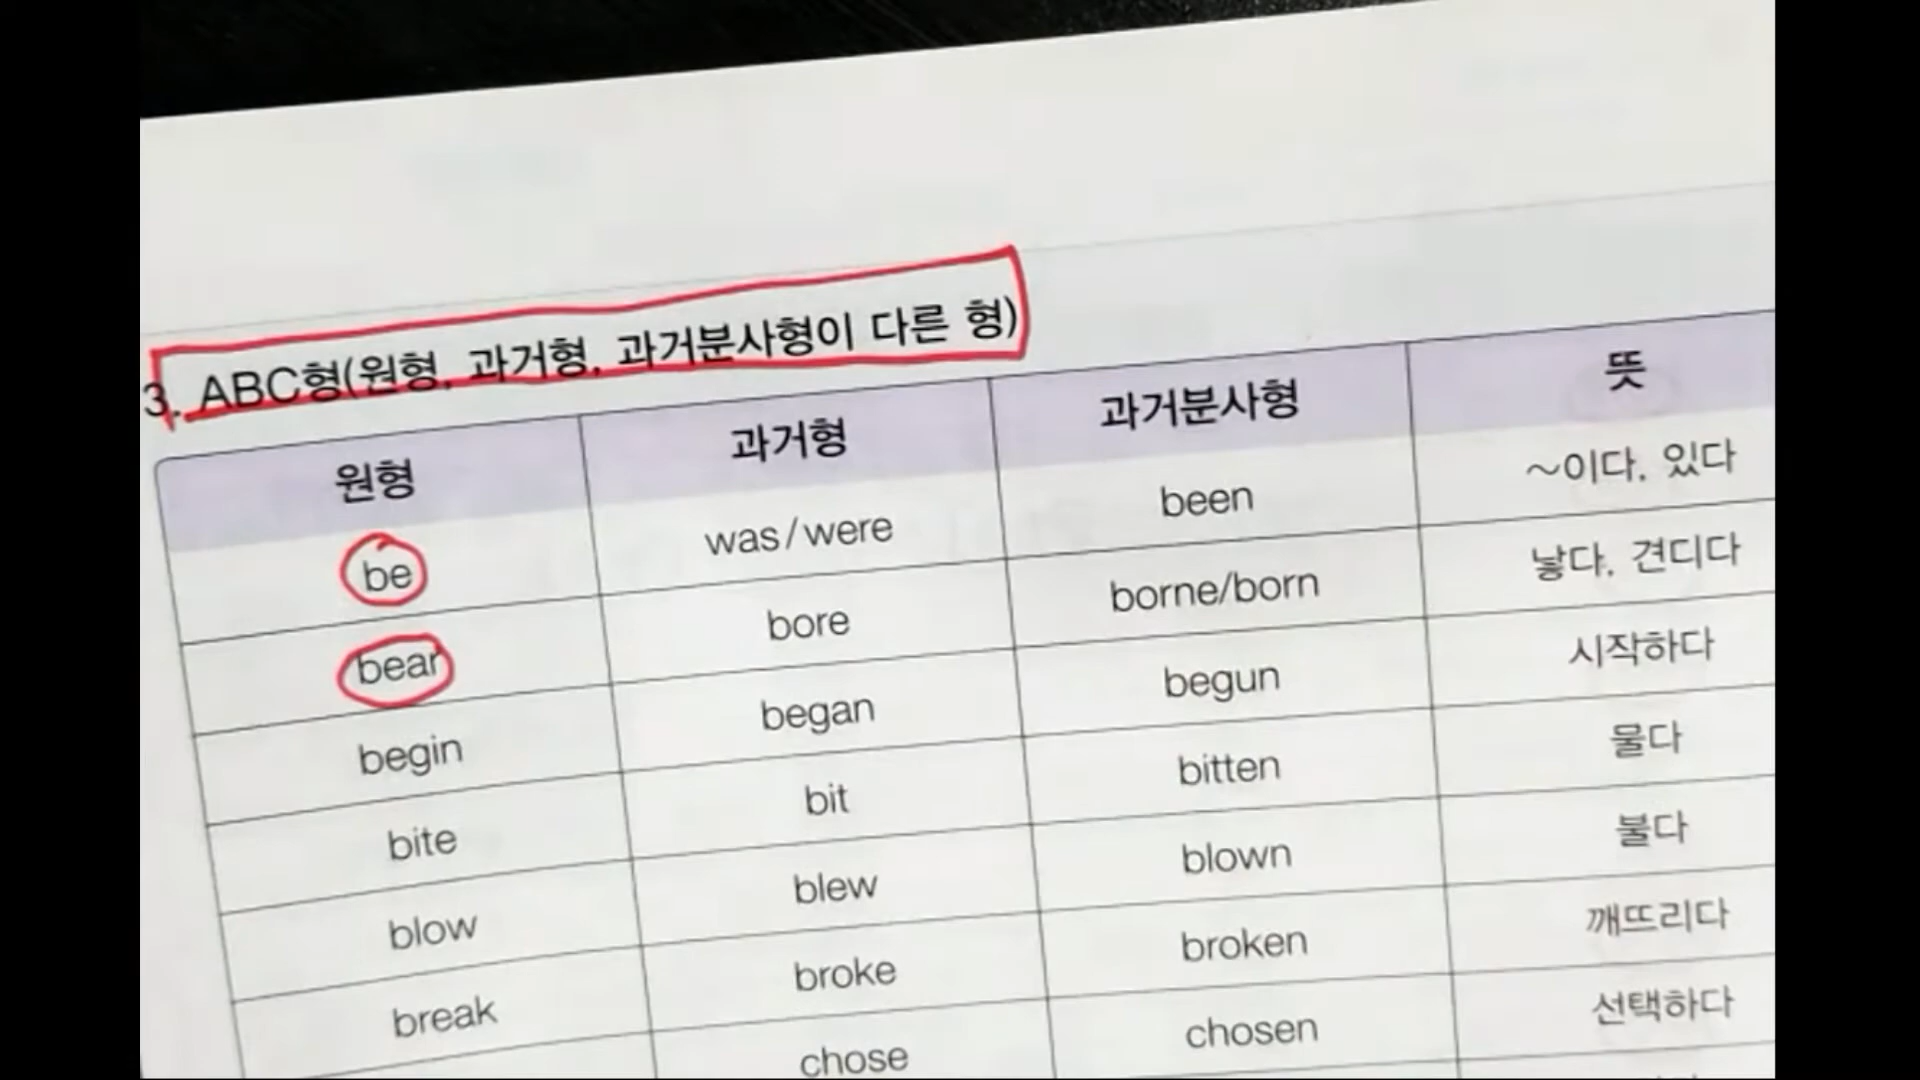 3. ABC형(원형, 과거형, 과거분사형이 다른 형)
원형 과거형 과거분사형 뜻
be was/were been ~이다, 있다
bear bore borne/born 낳다, 견디다
begin began begun 시작하다
bite bit bitten 물다
blow blew blown 불다
break broke broken 깨뜨리다
chose chosen 선택하다